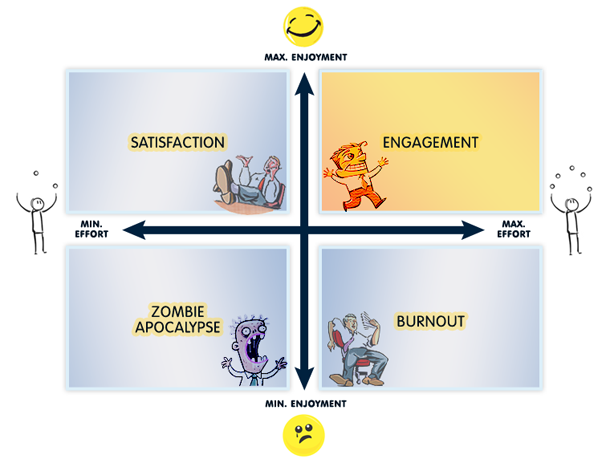 MAX. ENJOYMENT
SATISFACTION
ENGAGEMENT
MIN.
EFFORT
MAX.
EFFORT
ZOMBIE
APOCALYPSE
BURNOUT
MIN. ENJOYMENT